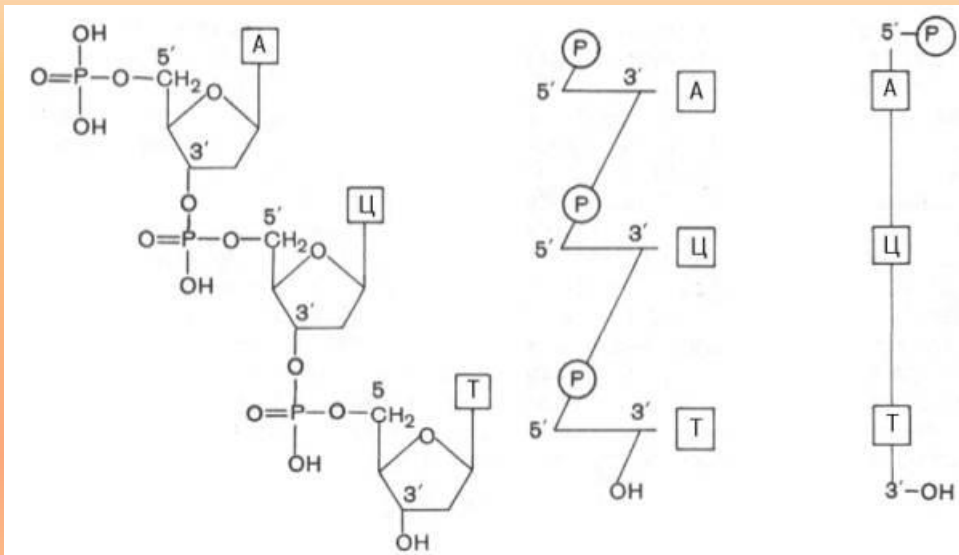 OH
5′
А
O=P–O–CH₂
O
OH
3′
O
5′
Ц
O=P–O–CH₂
O
OH
3′
O
5
Т
O=P–O–CH₂
O
OH
3′
OH
P
5′ 3′ А
P
5′ 3′ Ц
P
5′ 3′ Т
OH
5′–P
А
Ц
Т
3′–OH